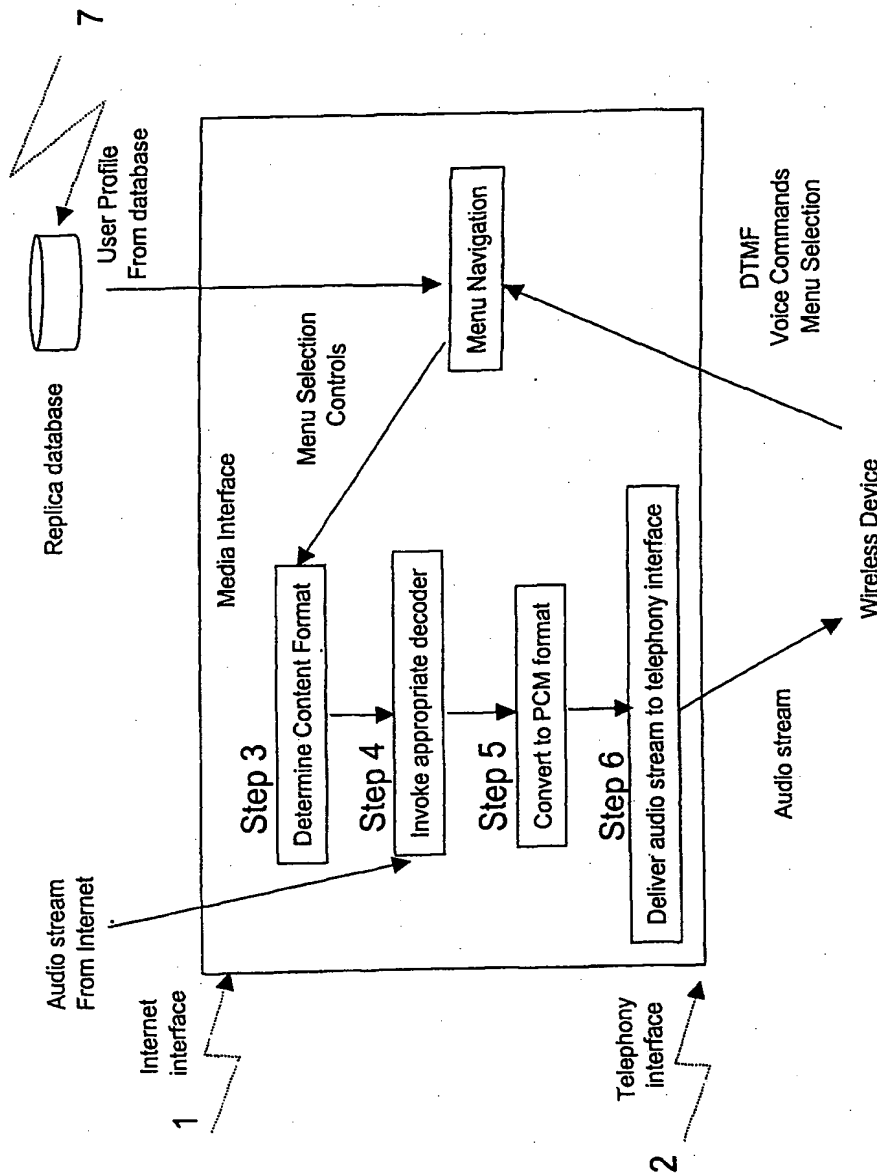 7
Replica database
User Profile
From database
Audio stream
From Internet
Internet
interface
1
Media Interface
Menu Selection
Controls
Menu Navigation
Step 3
Determine Content Format
Step 4
Invoke appropriate decoder
Step 5
Convert to PCM format
Step 6
Deliver audio stream to telephony interface
Telephony
interface
2
Audio stream
Wireless Device
DTMF
Voice Commands
Menu Selection